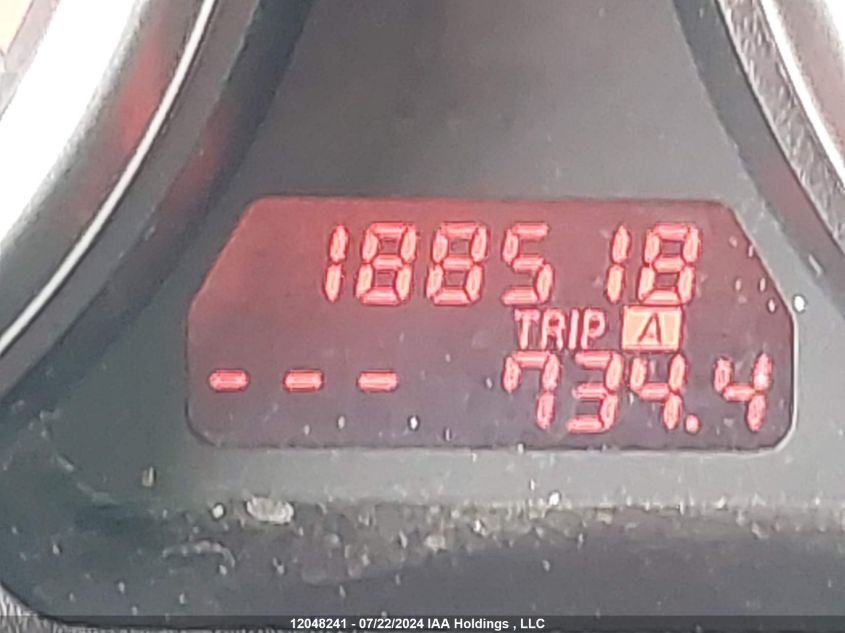 188518
TRIP A
--- 734.4
12048241 - 07/22/2024 IAA Holdings , LLC